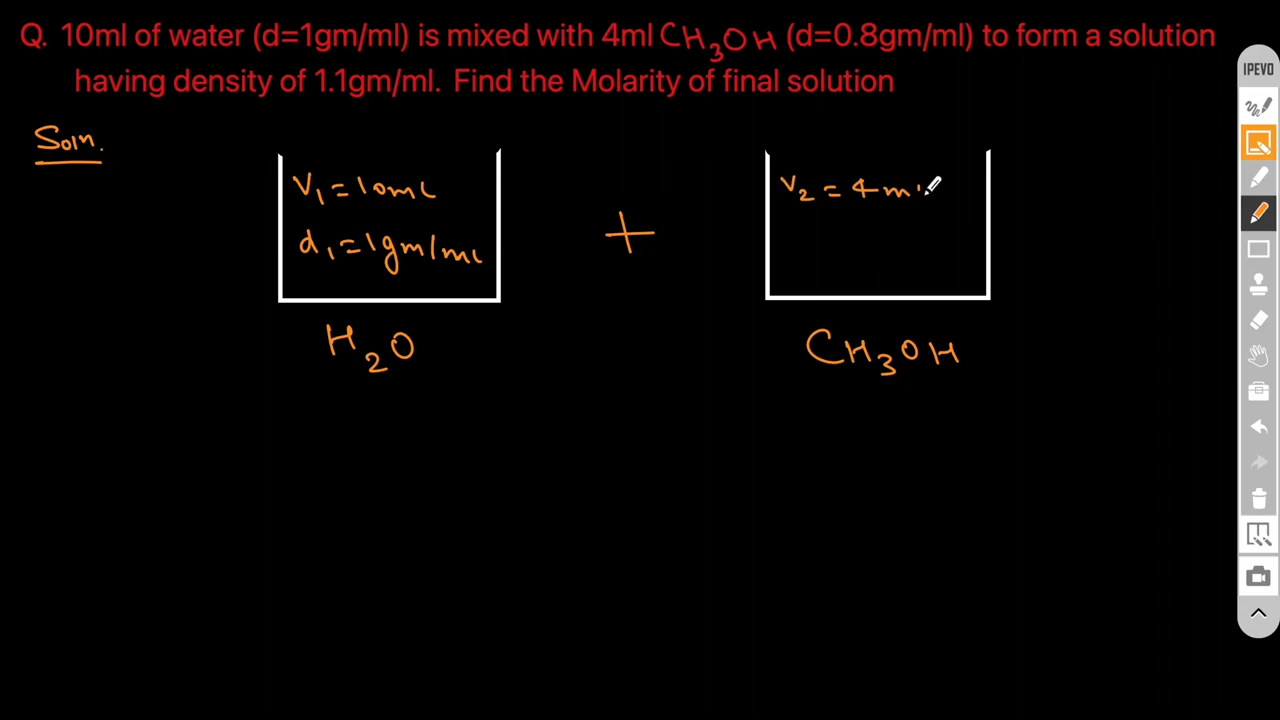 Q. 10ml of water (d=1gm/ml) is mixed with 4ml CH₃OH (d=0.8gm/ml) to form a solution
having density of 1.1gm/ml. Find the Molarity of final solution
Soln.
V₁ = 10ml
d₁ = 1gm/ml
H₂O
+
V₂ = 4m
CH₃OH
IPEVO